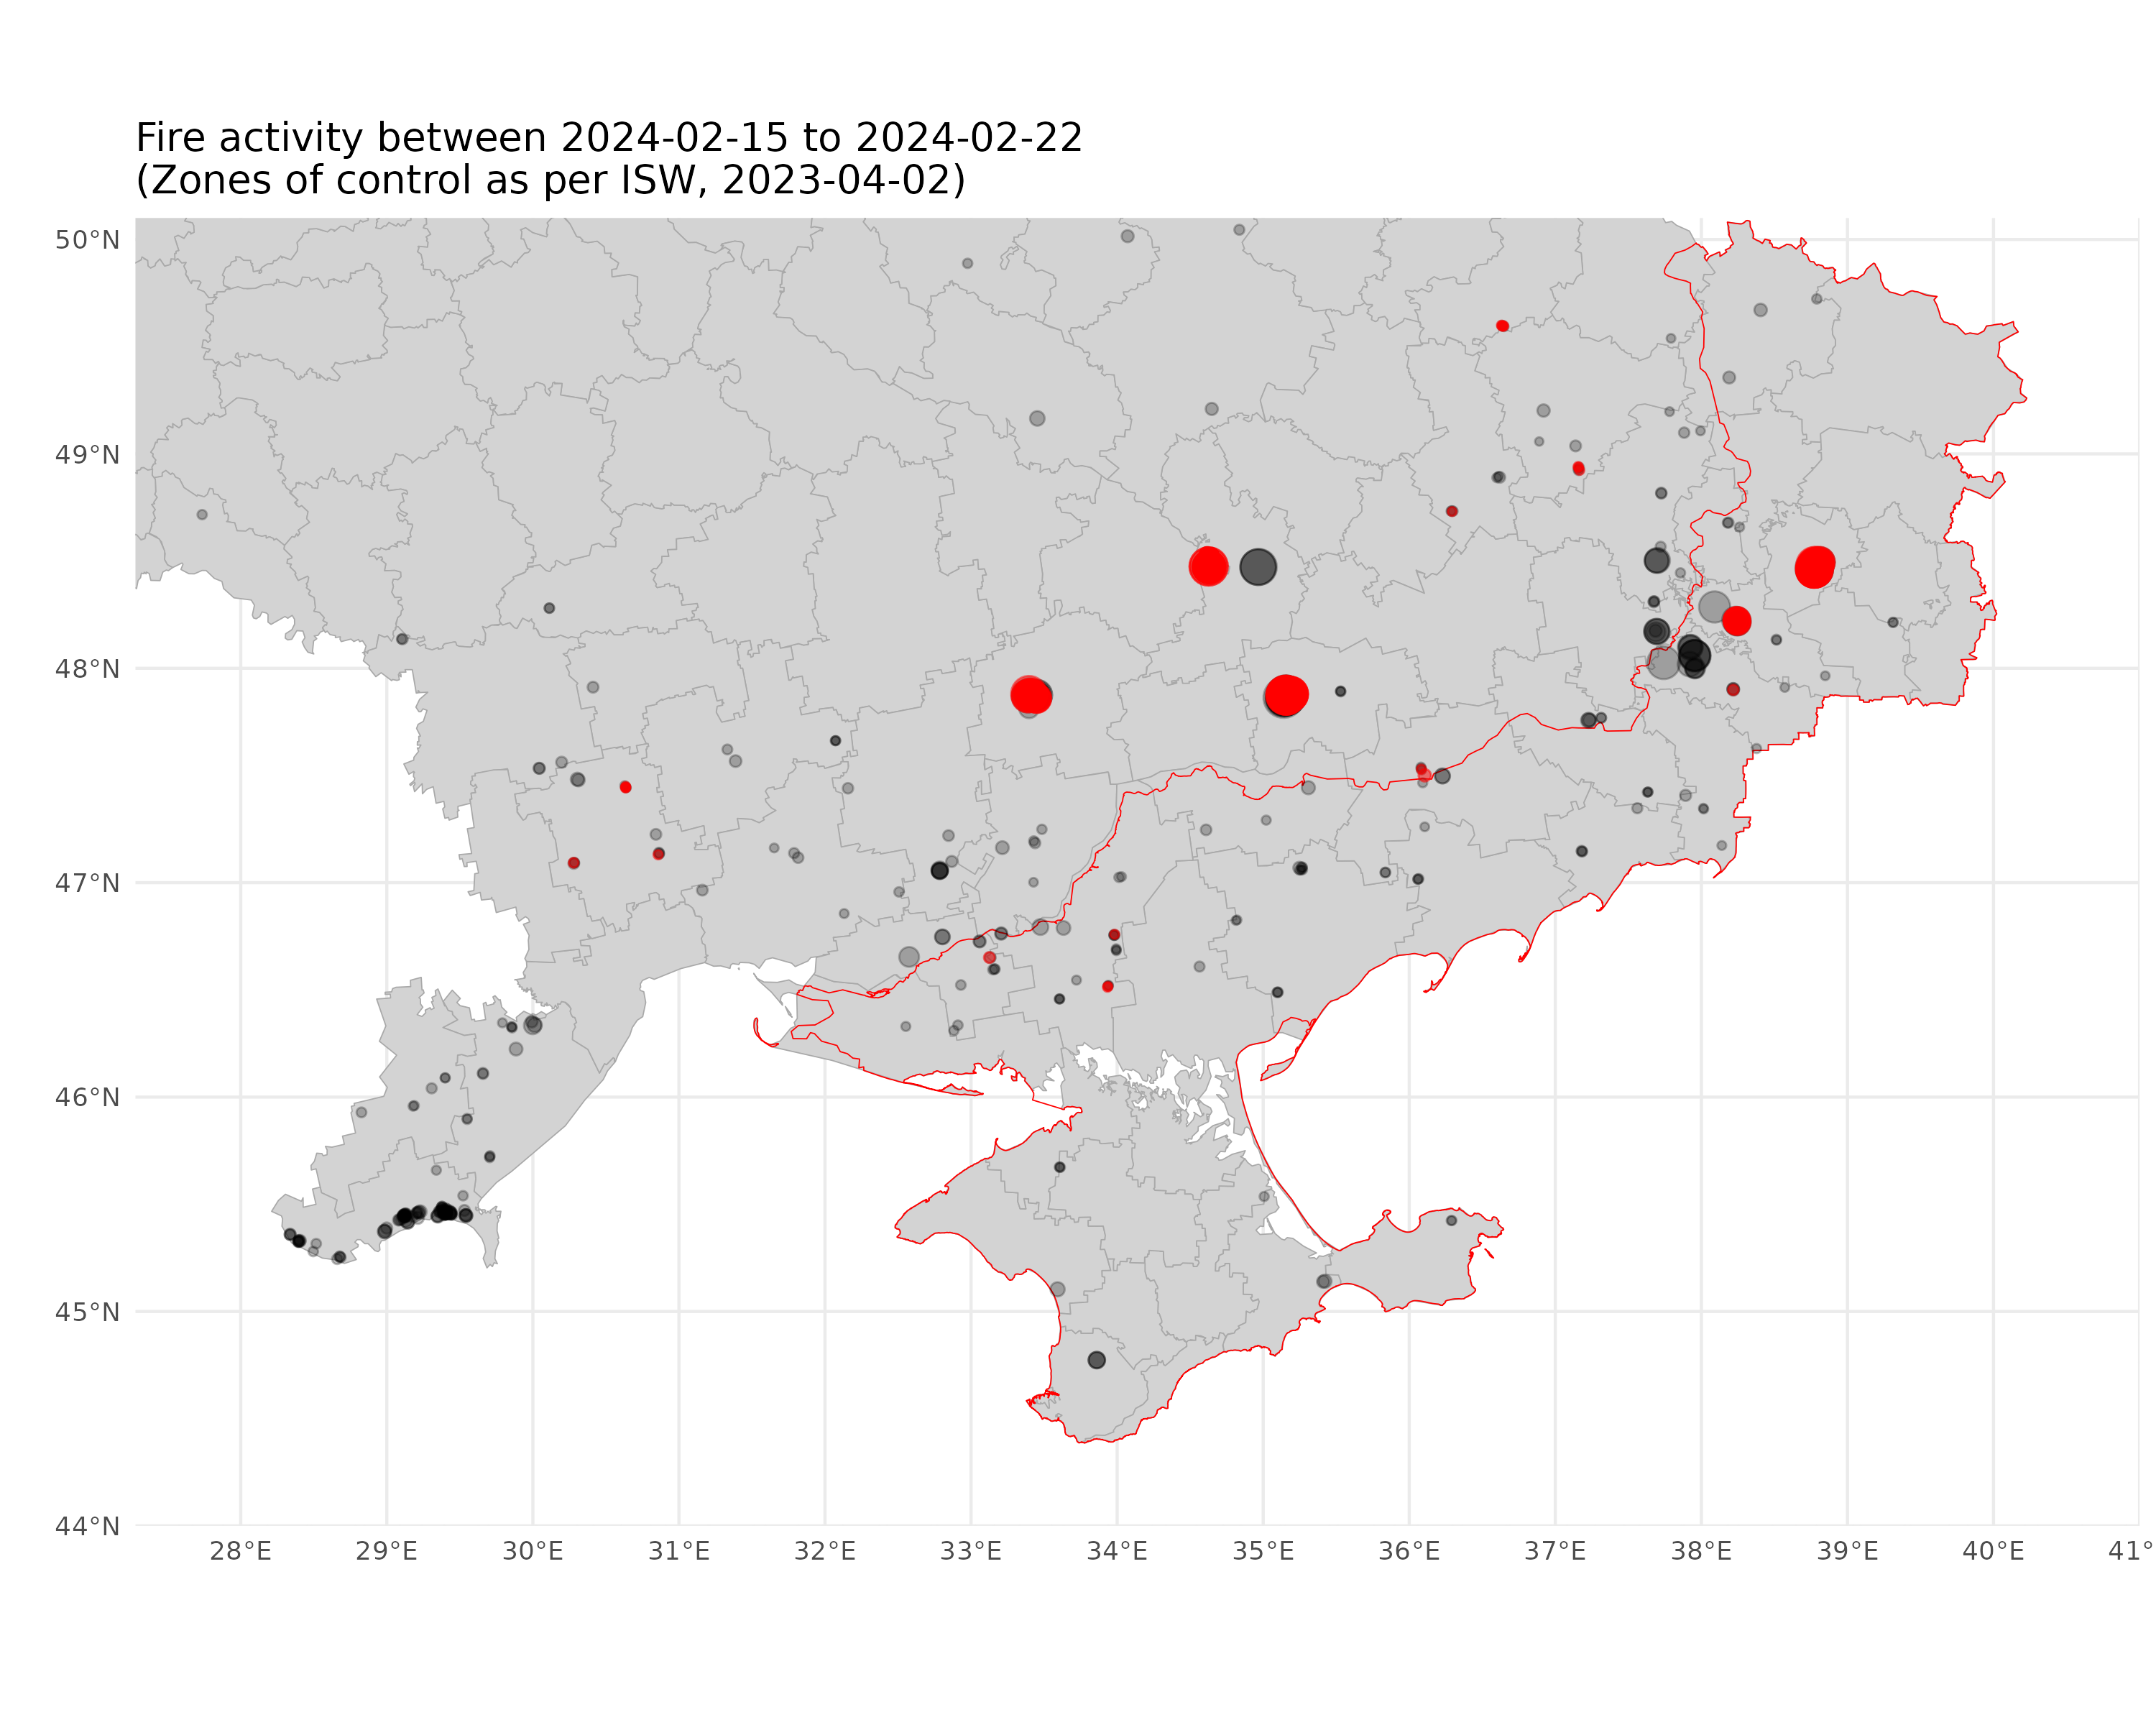 Fire activity between 2024-02-15 to 2024-02-22
(Zones of control as per ISW, 2023-04-02)
50°N
49°N
48°N
47°N
46°N
45°N
44°N
28°E 29°E 30°E 31°E 32°E 33°E 34°E 35°E 36°E 37°E 38°E 39°E 40°E 41°